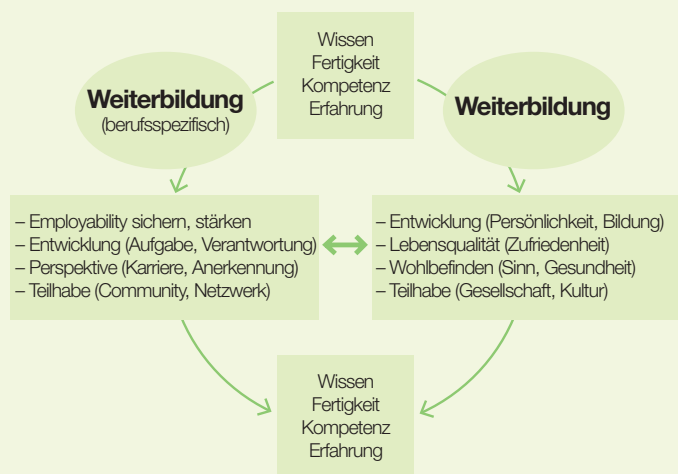 Wissen
Fertigkeit
Kompetenz
Erfahrung
Weiterbildung
(berufsspezifisch)
Weiterbildung
– Employability sichern, stärken
– Entwicklung (Aufgabe, Verantwortung)
– Perspektive (Karriere, Anerkennung)
– Teilhabe (Community, Netzwerk)
– Entwicklung (Persönlichkeit, Bildung)
– Lebensqualität (Zufriedenheit)
– Wohlbefinden (Sinn, Gesundheit)
– Teilhabe (Gesellschaft, Kultur)
Wissen
Fertigkeit
Kompetenz
Erfahrung